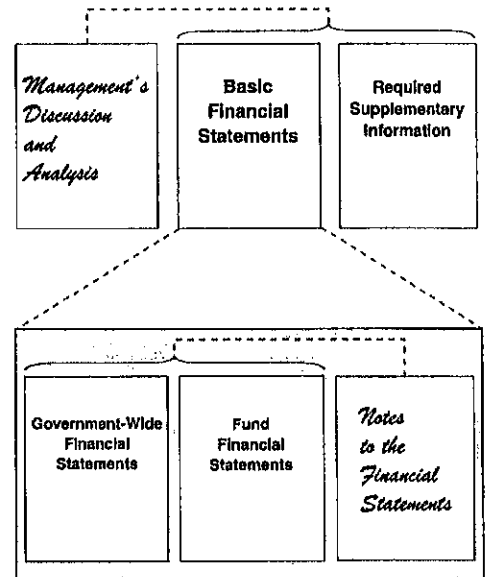 Management's
Discussion
and
Analysis
Basic
Financial
Statements
Required
Supplementary
Information
Government-Wide
Financial
Statements
Fund
Financial
Statements
Notes
to the
Financial
Statements